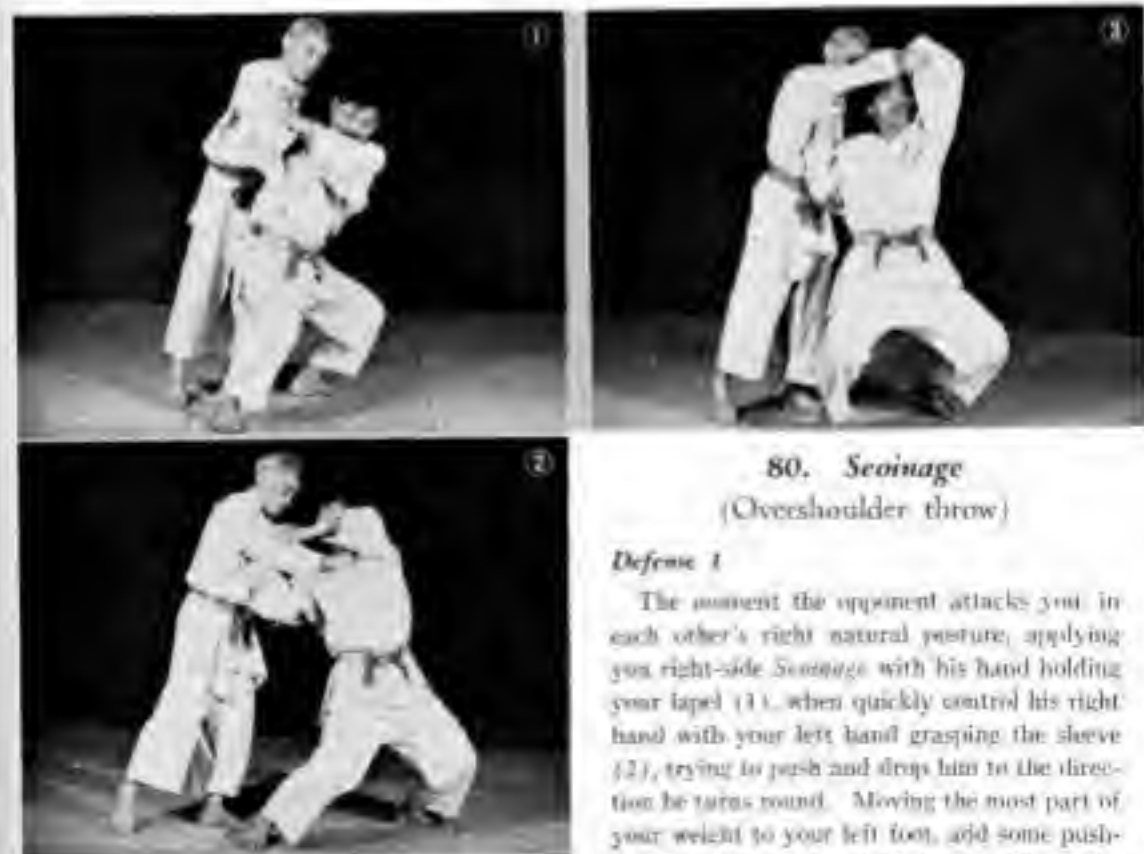 ①
③
②
80. Seoinage
(Overshoulder throw)
Defense 1
The moment the opponent attacks you in
each other's right natural posture, applying
you right-side Seoinage with his hand holding
your lapel (1), when quickly control his right
hand with your left hand grasping the sleeve
(2), trying to push and drop him to the direc-
tion he turns round. Moving the most part of
your weight to your left foot, add some push-